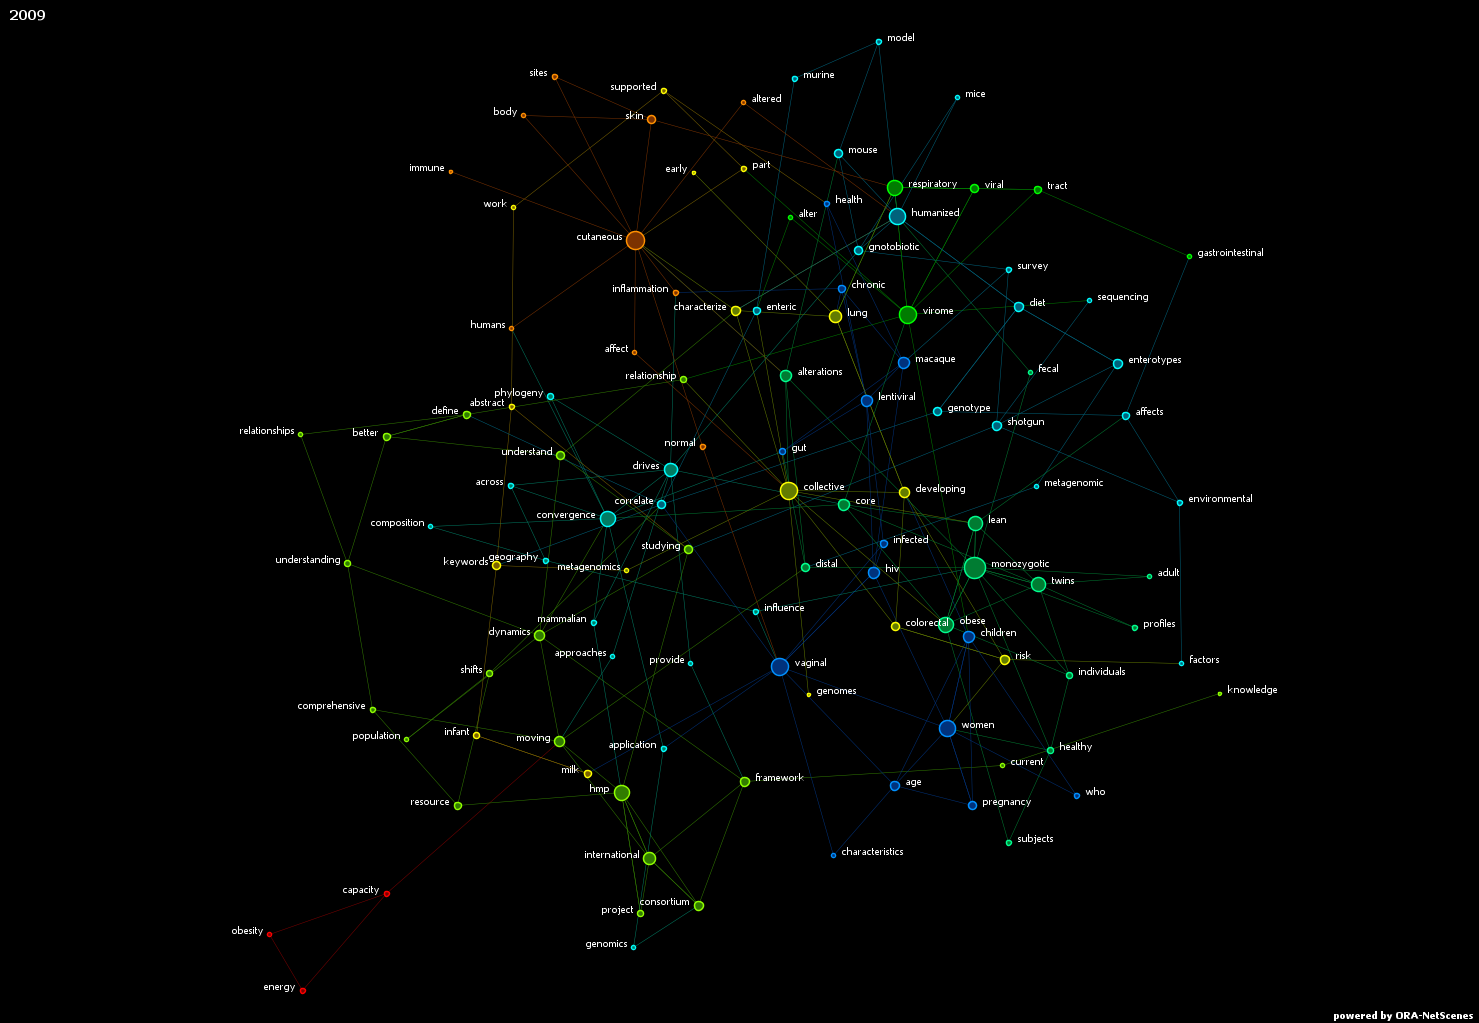 2009
model
sites
murine
supported
altered
mice
body
skin
mouse
immune
early
part
respiratory
viral
tract
work
health
alter
humanized
cutaneous
gnotobiotic
gastrointestinal
survey
inflammation
chronic
characterize
enteric
lung
virome
diet
sequencing
humans
affect
macaque
enterotypes
relationship
alterations
fecal
phylogeny
abstract
lentiviral
define
genotype
affects
relationships
better
shotgun
normal
understand
gut
drives
across
collective
developing
metagenomic
correlate
core
environmental
composition
convergence
lean
studying
infected
understanding
keywords
geography
metagenomics
distal
hiv
monozygotic
twins
adult
influence
mammalian
colorectal
obese
profiles
dynamics
children
approaches
provide
vaginal
risk
factors
shifts
individuals
genomes
knowledge
comprehensive
population
infant
moving
application
women
healthy
milk
current
hmp
framework
age
who
resource
pregnancy
international
characteristics
subjects
capacity
project
consortium
obesity
genomics
energy
powered by ORA-NetScenes